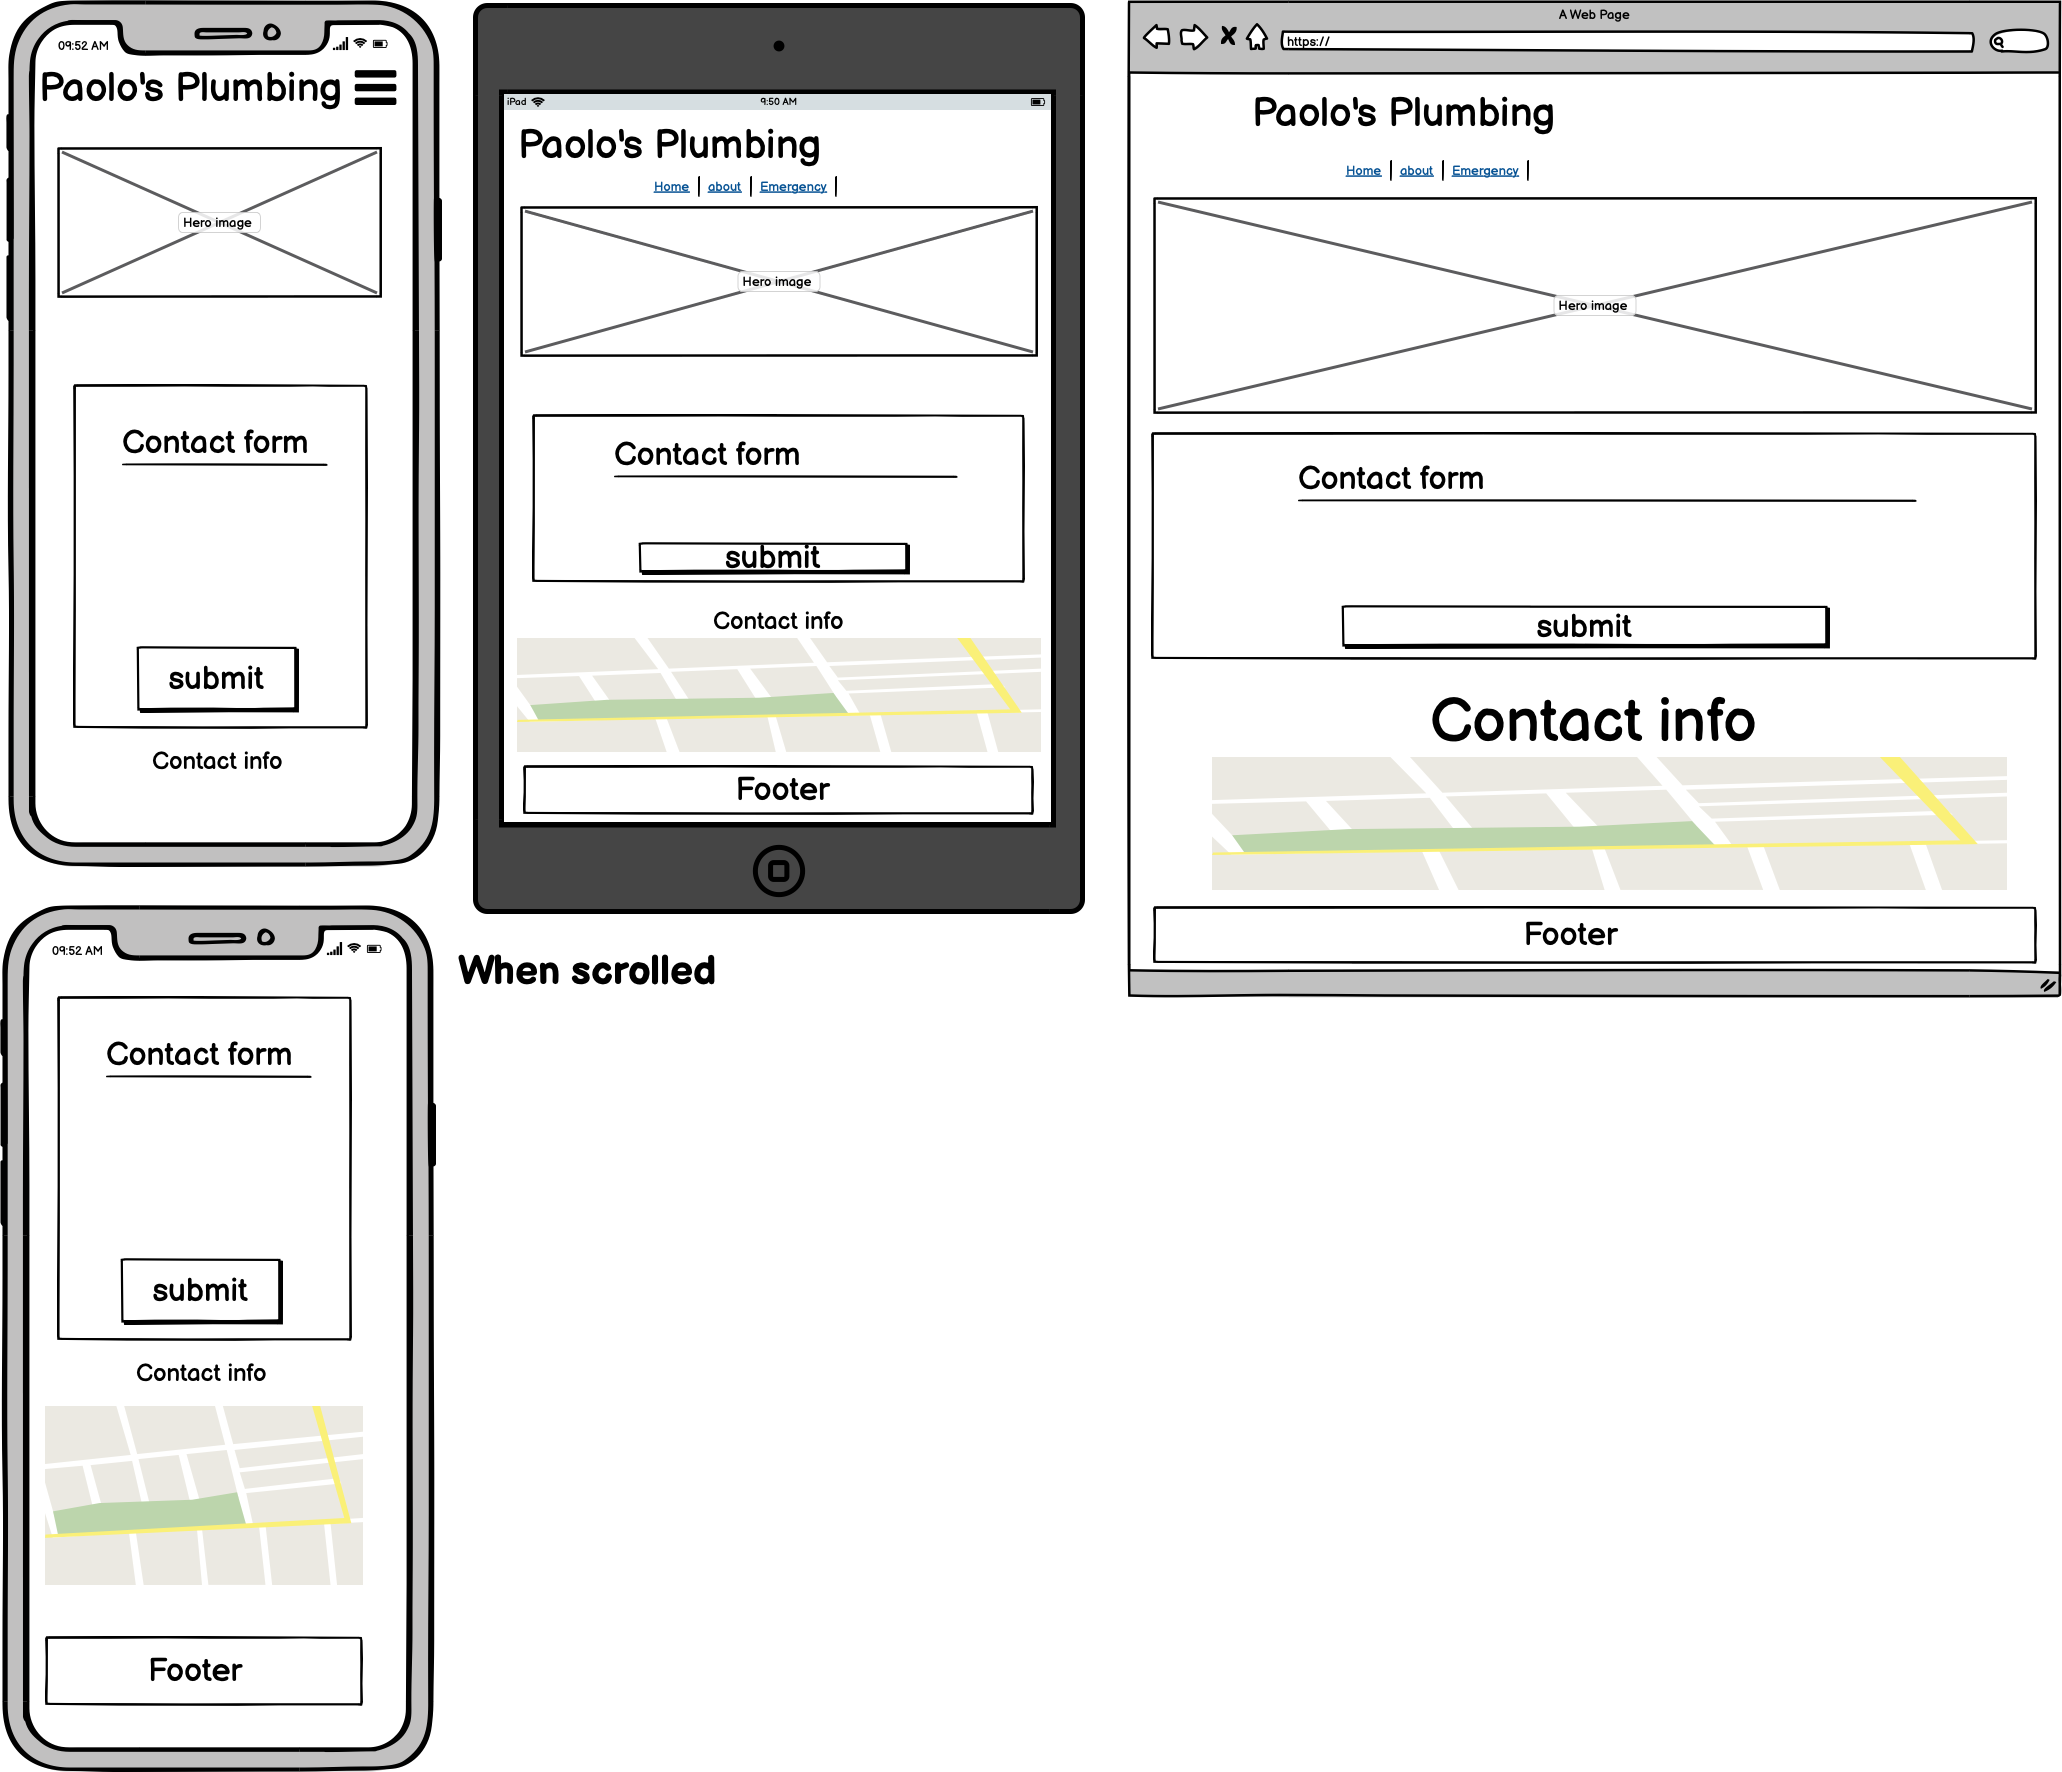 09:52 AM
Paolo's Plumbing
Hero image
Contact form
submit
Contact info
iPad
9:50 AM
Paolo's Plumbing
Home about Emergency
Hero image
Contact form
submit
Contact info
Footer
A Web Page
https://
Paolo's Plumbing
Home about Emergency
Hero image
Contact form
submit
Contact info
Footer
09:52 AM
Contact form
submit
Contact info
Footer
When scrolled